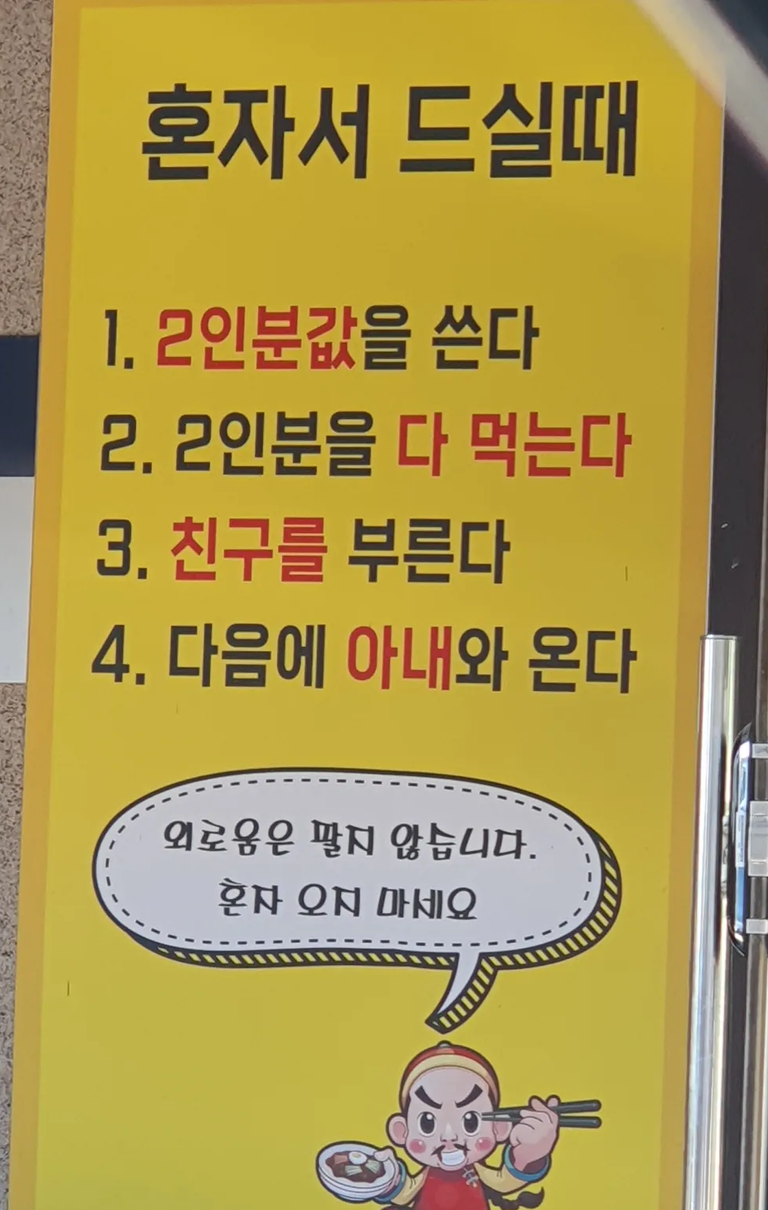 혼자서 드실때
1. 2인분값을 쓴다
2. 2인분을 다 먹는다
3. 친구를 부른다
4. 다음에 아내와 온다
외로움은 팔지 않습니다.
혼자 오지 마세요